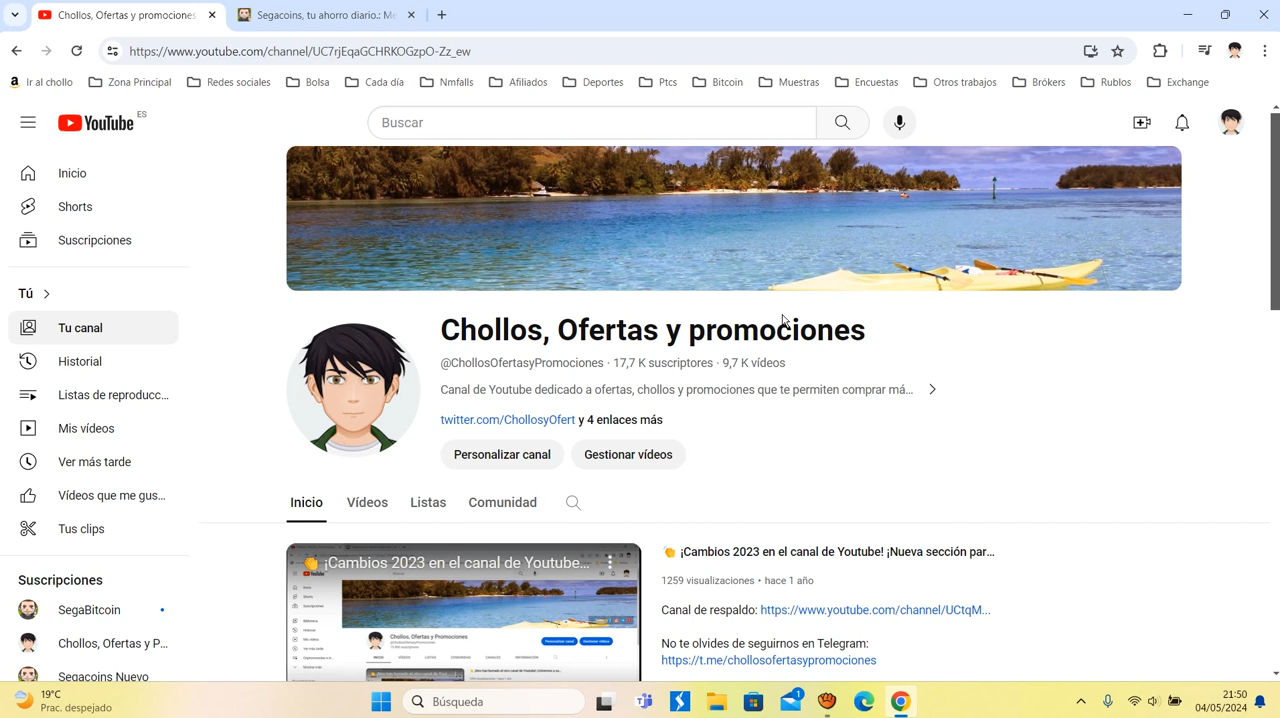 Chollos, Ofertas y promociones
Segacoins, tu ahorro diario.: Me
https://www.youtube.com/channel/UC7rjEqaGCHRKOGzpO-Zz_ew
Ir al chollo
Zona Principal
Redes sociales
Bolsa
Cada día
Nmfalls
Afiliados
Deportes
Ptcs
Bitcoin
Muestras
Encuestas
Otros trabajos
Brókers
Rublos
Exchange
YouTube ES
Buscar
Inicio
Shorts
Suscripciones
Tú
Tu canal
Historial
Listas de reproducc...
Mis vídeos
Ver más tarde
Vídeos que me gus...
Tus clips
Suscripciones
SegaBitcoin
Chollos, Ofertas y P...
Segacoins
Chollos, Ofertas y promociones
@ChollosOfertasyPromociones · 17,7 K suscriptores · 9,7 K vídeos
Canal de Youtube dedicado a ofertas, chollos y promociones que te permiten comprar má...
twitter.com/ChollosyOfert y 4 enlaces más
Personalizar canal
Gestionar vídeos
Inicio
Vídeos
Listas
Comunidad
👏 ¡Cambios 2023 en el canal de Youtube...
Chollos, Ofertas y Promociones
👏 ¡Cambios 2023 en el canal de Youtube! ¡Nueva sección par...
1259 visualizaciones • hace 1 año
Canal de respaldo: https://www.youtube.com/channel/UCtqM...
Note olvides de seguirnos en Telegram:
https://t.me/chollosofertasypromociones
19°C
Prac. despejado
Búsqueda
1
21:50
04/05/2024